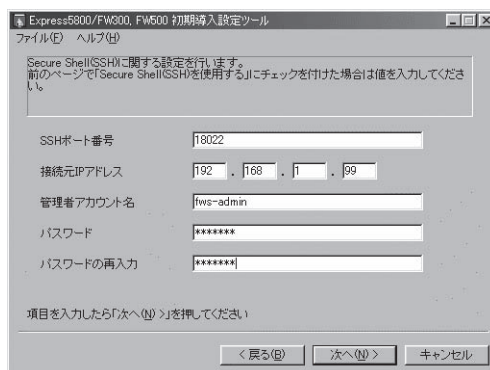 Express5800/FW300, FW500 初期導入設定ツール
ファイル(F) ヘルプ(H)
Secure Shell(SSH)に関する設定を行います。
前のページで「Secure Shell(SSH)を使用する」にチェックを付けた場合は値を入力してくださ
い。
SSHポート番号 18022
接続元IPアドレス 192 . 168 . 1 . 99
管理者アカウント名 fws-admin
パスワード *******
パスワードの再入力 *******
項目を入力したら「次へ(N) >」を押してください
< 戻る(B) 次へ(N) > キャンセル